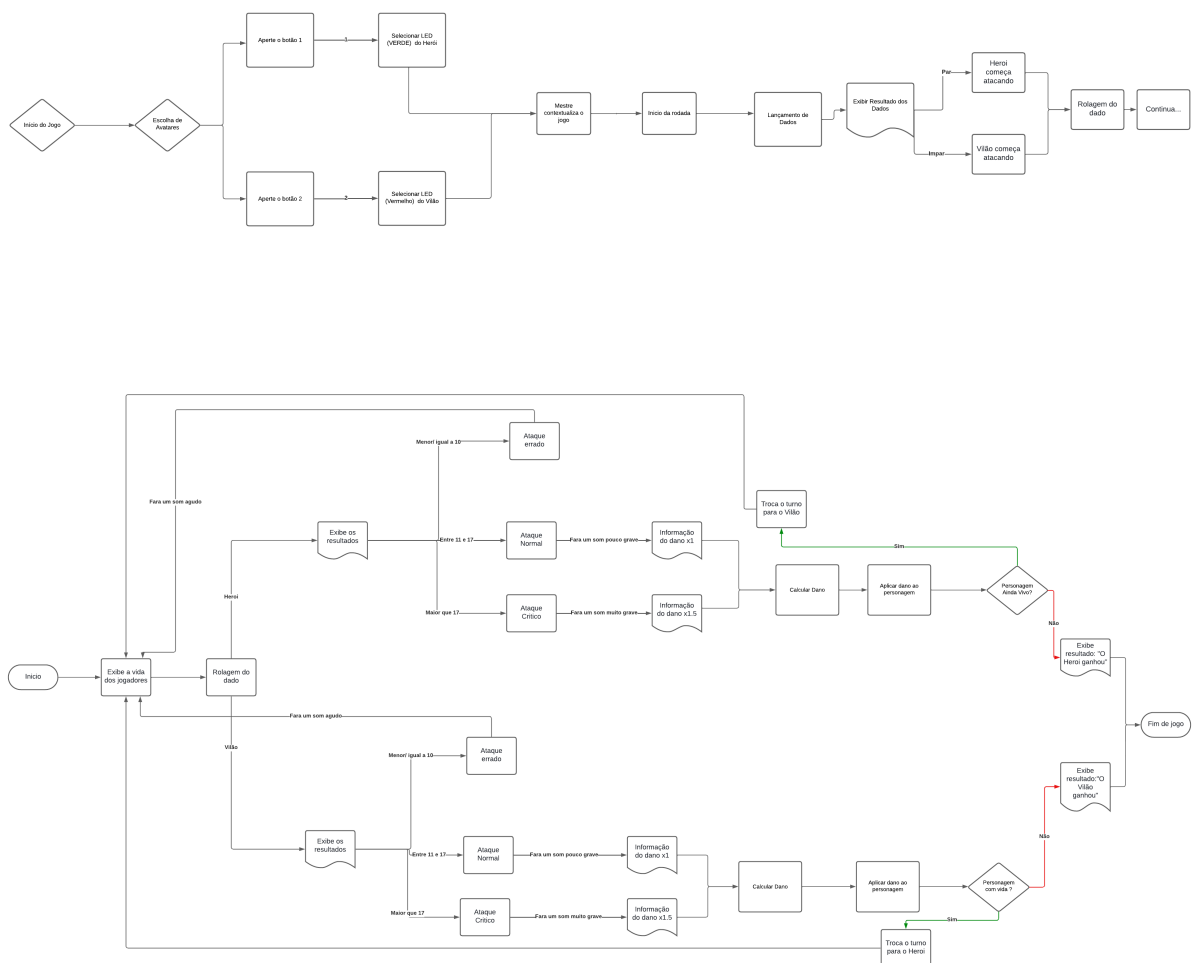 Início do Jogo
Escolha de
Avatares
Aperte o botão 1
1
Selecionar LED
(VERDE) do Herói
Aperte o botão 2
2
Selecionar LED
(Vermelho) do Vilão
Mestre
contextualiza o
jogo
Inicio da rodada
Lançamento de
Dados
Exibir Resultado dos
Dados
Par
Heroi
começa
atacando
Impar
Vilão começa
atacando
Rolagem do
dado
Continua...
Inicio
Exibe a vida
dos jogadores
Rolagem do
dado
Heroi
Exibe os
resultados
Menor/ igual a 10
Ataque
errado
Fara um som agudo
Entre 11 e 17
Ataque
Normal
Fara um som pouco grave
Informação
do dano x1
Maior que 17
Ataque
Critico
Fara um som muito grave
Informação
do dano x1.5
Calcular Dano
Aplicar dano ao
personagem
Personagem
Ainda Vivo?
Sim
Troca o turno
para o Vilão
Não
Exibe
resultado: "O
Heroi ganhou"
Vilão
Exibe os
resultados
Menor/ igual a 10
Ataque
errado
Fara um som agudo
Entre 11 e 17
Ataque
Normal
Fara um som pouco grave
Informação
do dano x1
Maior que 17
Ataque
Critico
Fara um som muito grave
Informação
do dano x1.5
Calcular Dano
Aplicar dano ao
personagem
Personagem
com vida ?
Sim
Troca o turno
para o Heroi
Não
Exibe
resultado:"O
Vilão
ganhou"
Fim de jogo